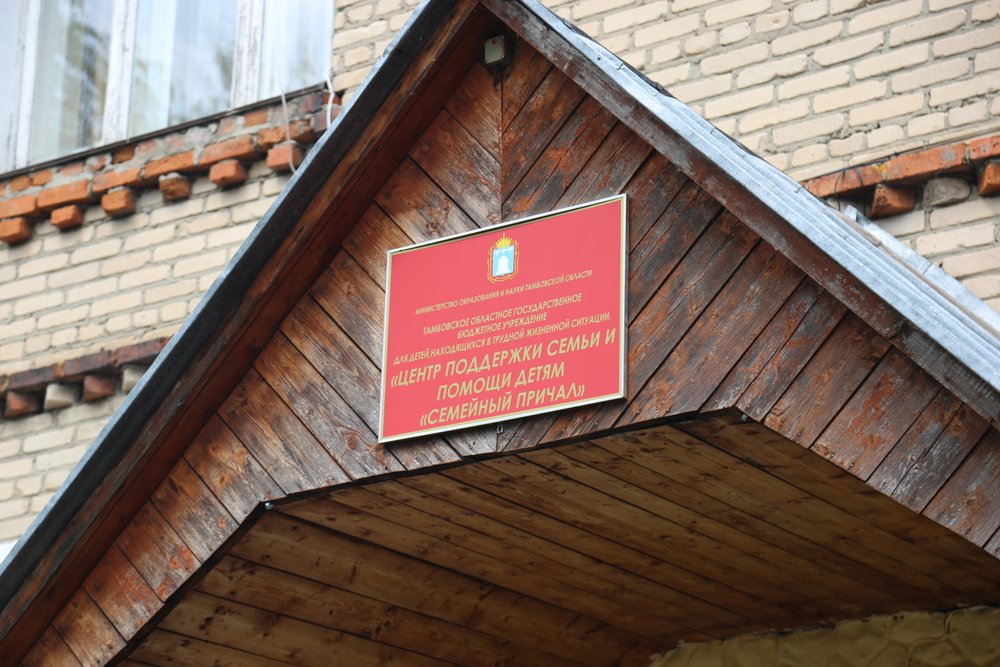 МИНИСТЕРСТВО ОБРАЗОВАНИЯ И НАУКИ ТАМБОВСКОЙ ОБЛАСТИ
ТАМБОВСКОЕ ОБЛАСТНОЕ ГОСУДАРСТВЕННОЕ
БЮДЖЕТНОЕ УЧРЕЖДЕНИЕ
ДЛЯ ДЕТЕЙ,НАХОДЯЩИХСЯ В ТРУДНОЙ ЖИЗНЕННОЙ СИТУАЦИИ,
«ЦЕНТР ПОДДЕРЖКИ СЕМЬИ И
ПОМОЩИ ДЕТЯМ
«СЕМЕЙНЫЙ ПРИЧАЛ»